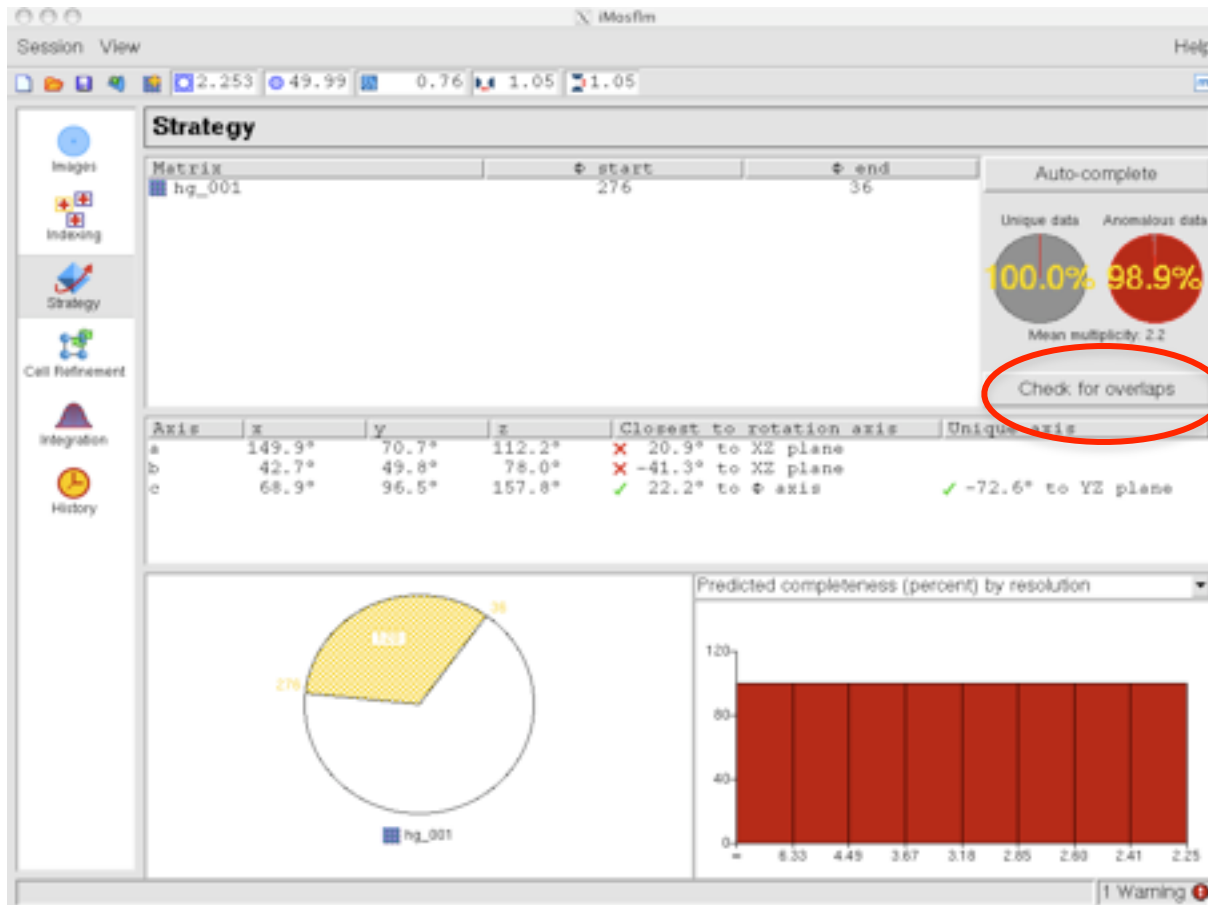 iMosflm
Session View Help
2.253 49.99 0.76 1.05 1.05
Strategy
Images
Indexing
Strategy
Cell Refinement
Integration
History
Matrix Φ start Φ end
hg_001 276 36
Auto-complete
Unique data Anomalous data
100.0% 98.9%
Mean multiplicity: 2.2
Check for overlaps
Axis x y z Closest to rotation axis Unique axis
a 149.9° 70.7° 112.2° ✗ 20.9° to XZ plane
b 42.7° 49.8° 78.0° ✗ -41.3° to XZ plane
c 68.9° 96.5° 157.8° ✓ 22.2° to Φ axis ✓ -72.6° to YZ plane
36
276
hg_001
Predicted completeness (percent) by resolution
120
80
40
0
∞ 6.33 4.49 3.67 3.18 2.85 2.60 2.41 2.25
1 Warning